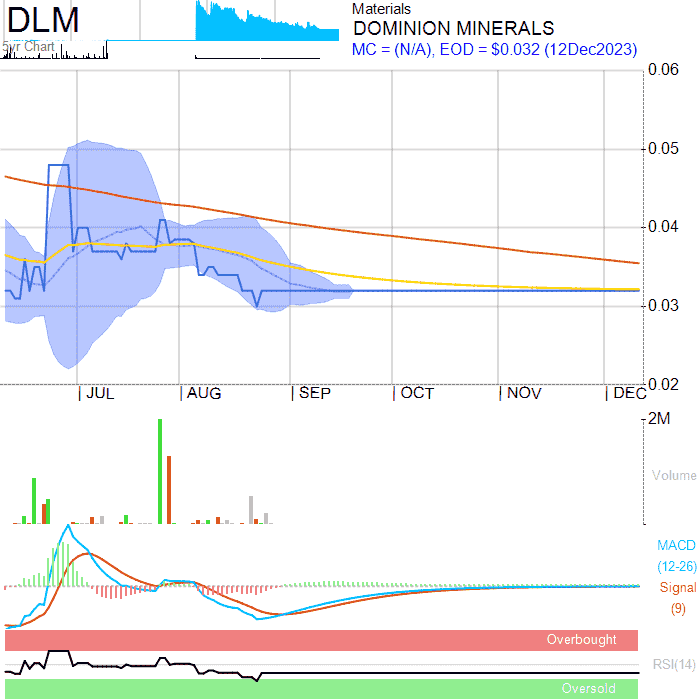 DLM
5yr Chart
Materials
DOMINION MINERALS
MC = (N/A), EOD = $0.032 (12Dec2023)
0.06
0.05
0.04
0.03
0.02
| JUL | AUG | SEP | OCT | NOV | DEC
2M
Volume
MACD
(12-26)
Signal
(9)
Overbought
RSI(14)
Oversold